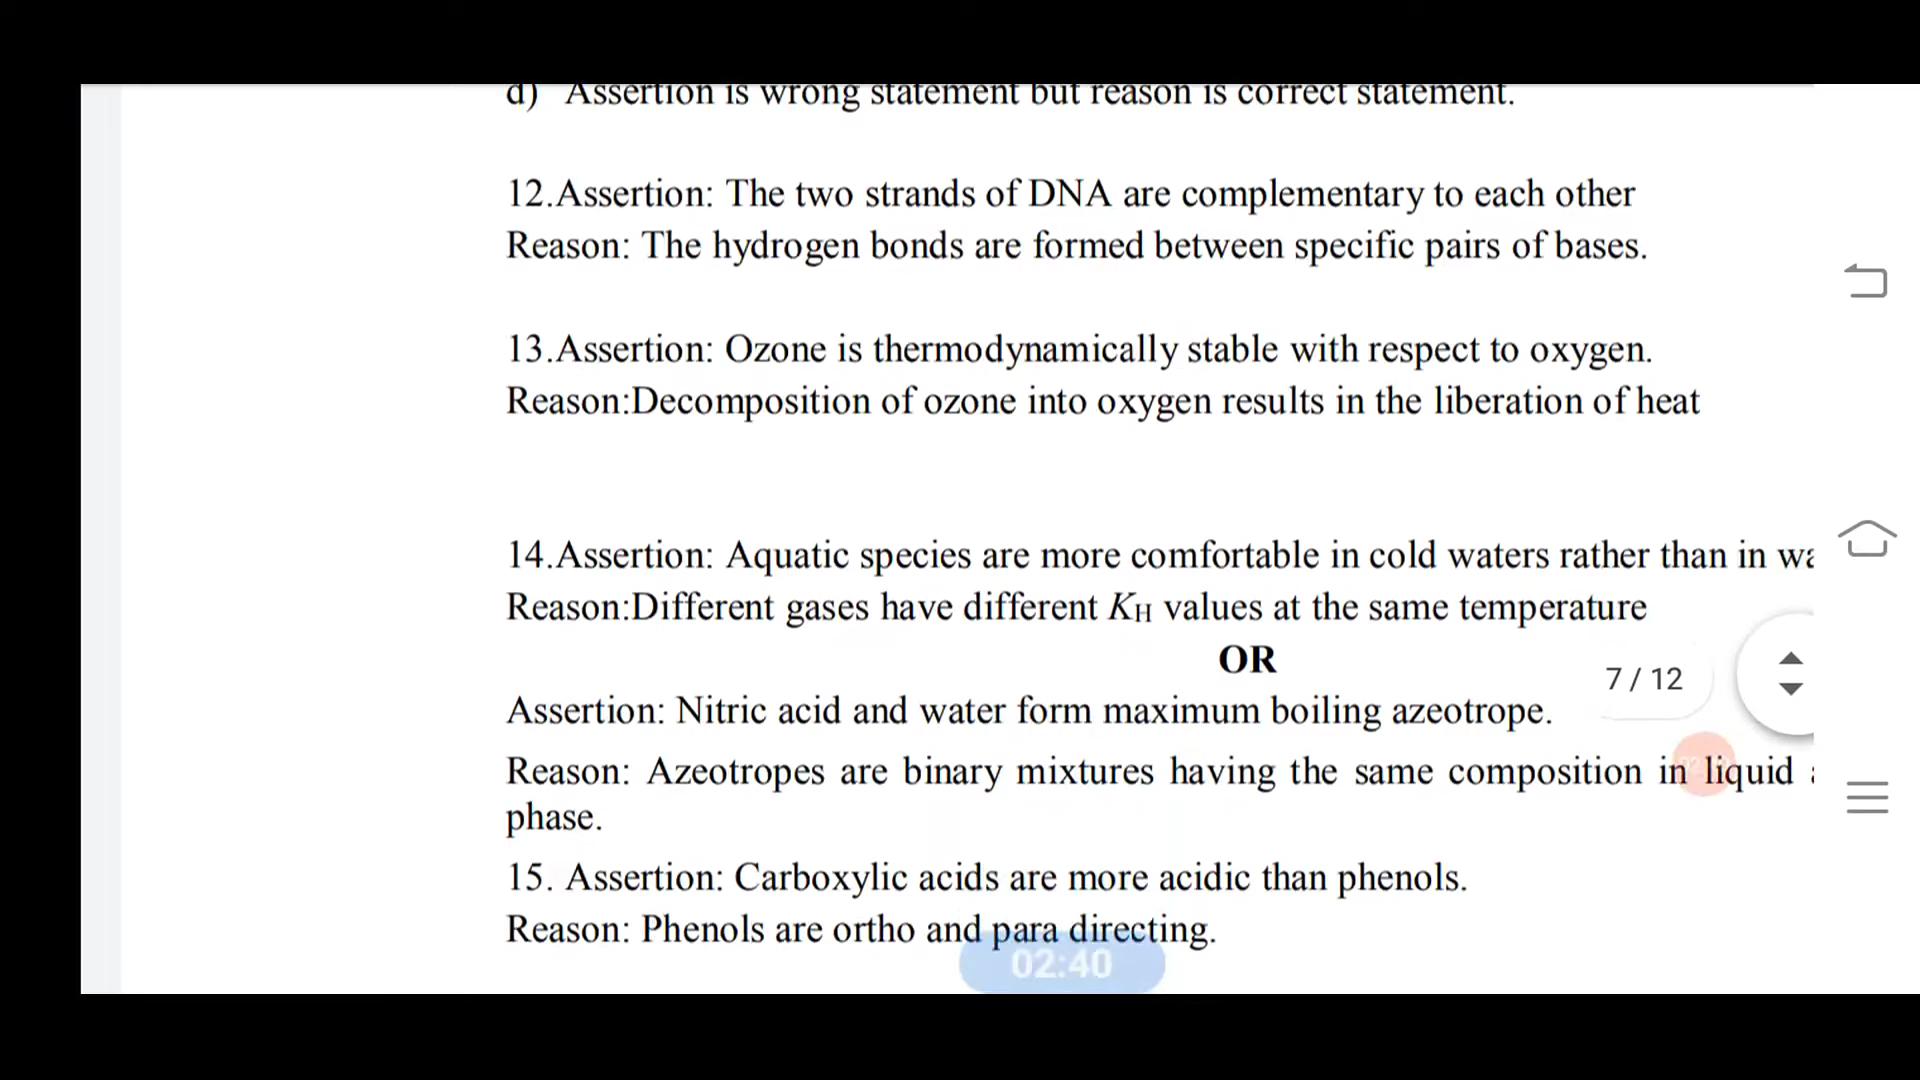 d) Assertion is wrong statement but reason is correct statement.
12.Assertion: The two strands of DNA are complementary to each other
Reason: The hydrogen bonds are formed between specific pairs of bases.
13.Assertion: Ozone is thermodynamically stable with respect to oxygen.
Reason:Decomposition of ozone into oxygen results in the liberation of heat
14.Assertion: Aquatic species are more comfortable in cold waters rather than in
Reason:Different gases have different KH values at the same temperature
OR
7 / 12
Assertion: Nitric acid and water form maximum boiling azeotrope.
Reason: Azeotropes are binary mixtures having the same composition in liquid
phase.
15. Assertion: Carboxylic acids are more acidic than phenols.
Reason: Phenols are ortho and para directing.
02:40